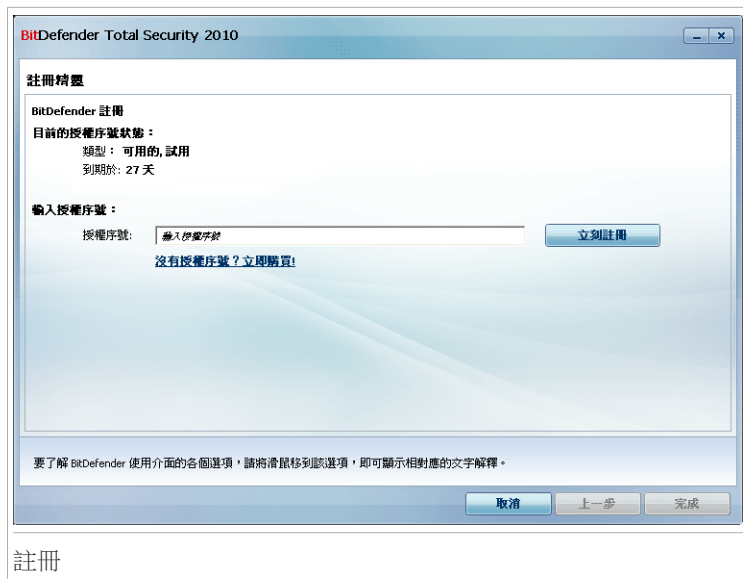 BitDefender Total Security 2010
註冊精靈
BitDefender 註冊
目前的授權序號狀態：
類型： 可用的, 試用
到期於: 27 天
輸入授權序號：
授權序號: 輸入授權序號 立刻註冊
沒有授權序號？立即購買!
要了解 BitDefender 使用介面的各個選項，請將滑鼠移到該選項，即可顯示相對應的文字解釋。
取消 上一步 完成
註冊